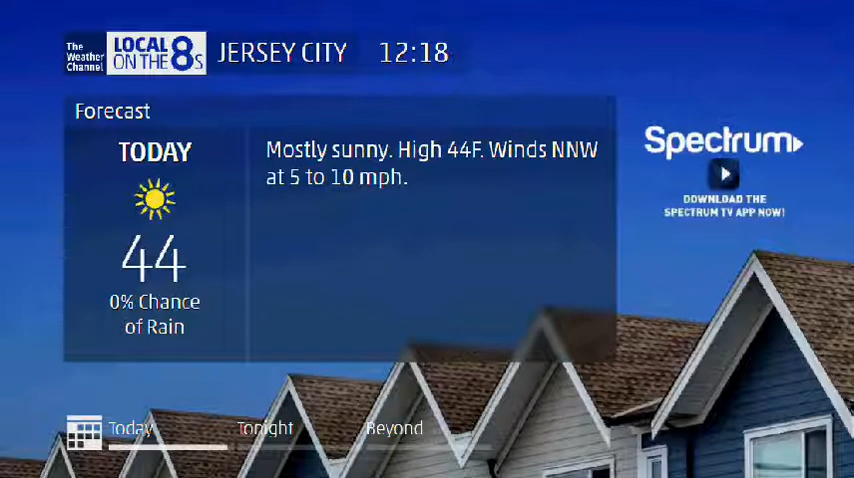 The
Weather
Channel
LOCAL
ON THE 8s
JERSEY CITY 12:18
Forecast
TODAY
44
0% Chance
of Rain
Mostly sunny. High 44F. Winds NNW
at 5 to 10 mph.
Spectrum
DOWNLOAD THE
SPECTRUM TV APP NOW!
Today Tonight Beyond